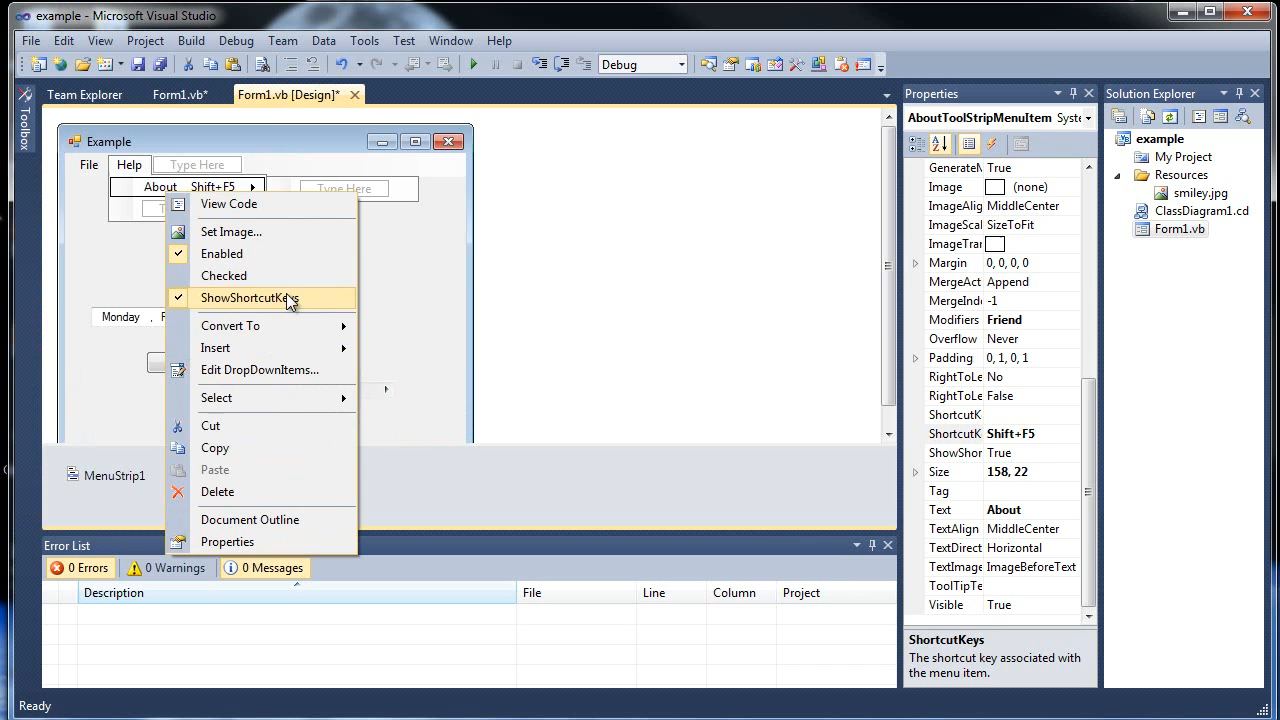 example - Microsoft Visual Studio
File Edit View Project Build Debug Team Data Tools Test Window Help
Debug
Team Explorer Form1.vb* Form1.vb [Design]*
Toolbox
Example
File Help Type Here
About Shift+F5 Type Here
View Code
Set Image...
Enabled
Checked
ShowShortcutKeys
Monday ,
Convert To
Insert
Edit DropDownItems...
Select
Cut
Copy
Paste
Delete
Document Outline
Properties
MenuStrip1
Error List
0 Errors 0 Warnings 0 Messages
Description File Line Column Project
Properties
AboutToolStripMenuItem Syste
GenerateM True
Image (none)
ImageAlig MiddleCenter
ImageScal SizeToFit
ImageTran
Margin 0, 0, 0, 0
MergeActi Append
MergeInde -1
Modifiers Friend
Overflow Never
Padding 0, 1, 0, 1
RightToLe No
RightToLe False
ShortcutK
ShortcutK Shift+F5
ShowShor True
Size 158, 22
Tag
Text About
TextAlign MiddleCenter
TextDirect Horizontal
TextImage ImageBeforeText
ToolTipTe
Visible True
ShortcutKeys
The shortcut key associated with
the menu item.
Solution Explorer
example
My Project
Resources
smiley.jpg
ClassDiagram1.cd
Form1.vb
Ready